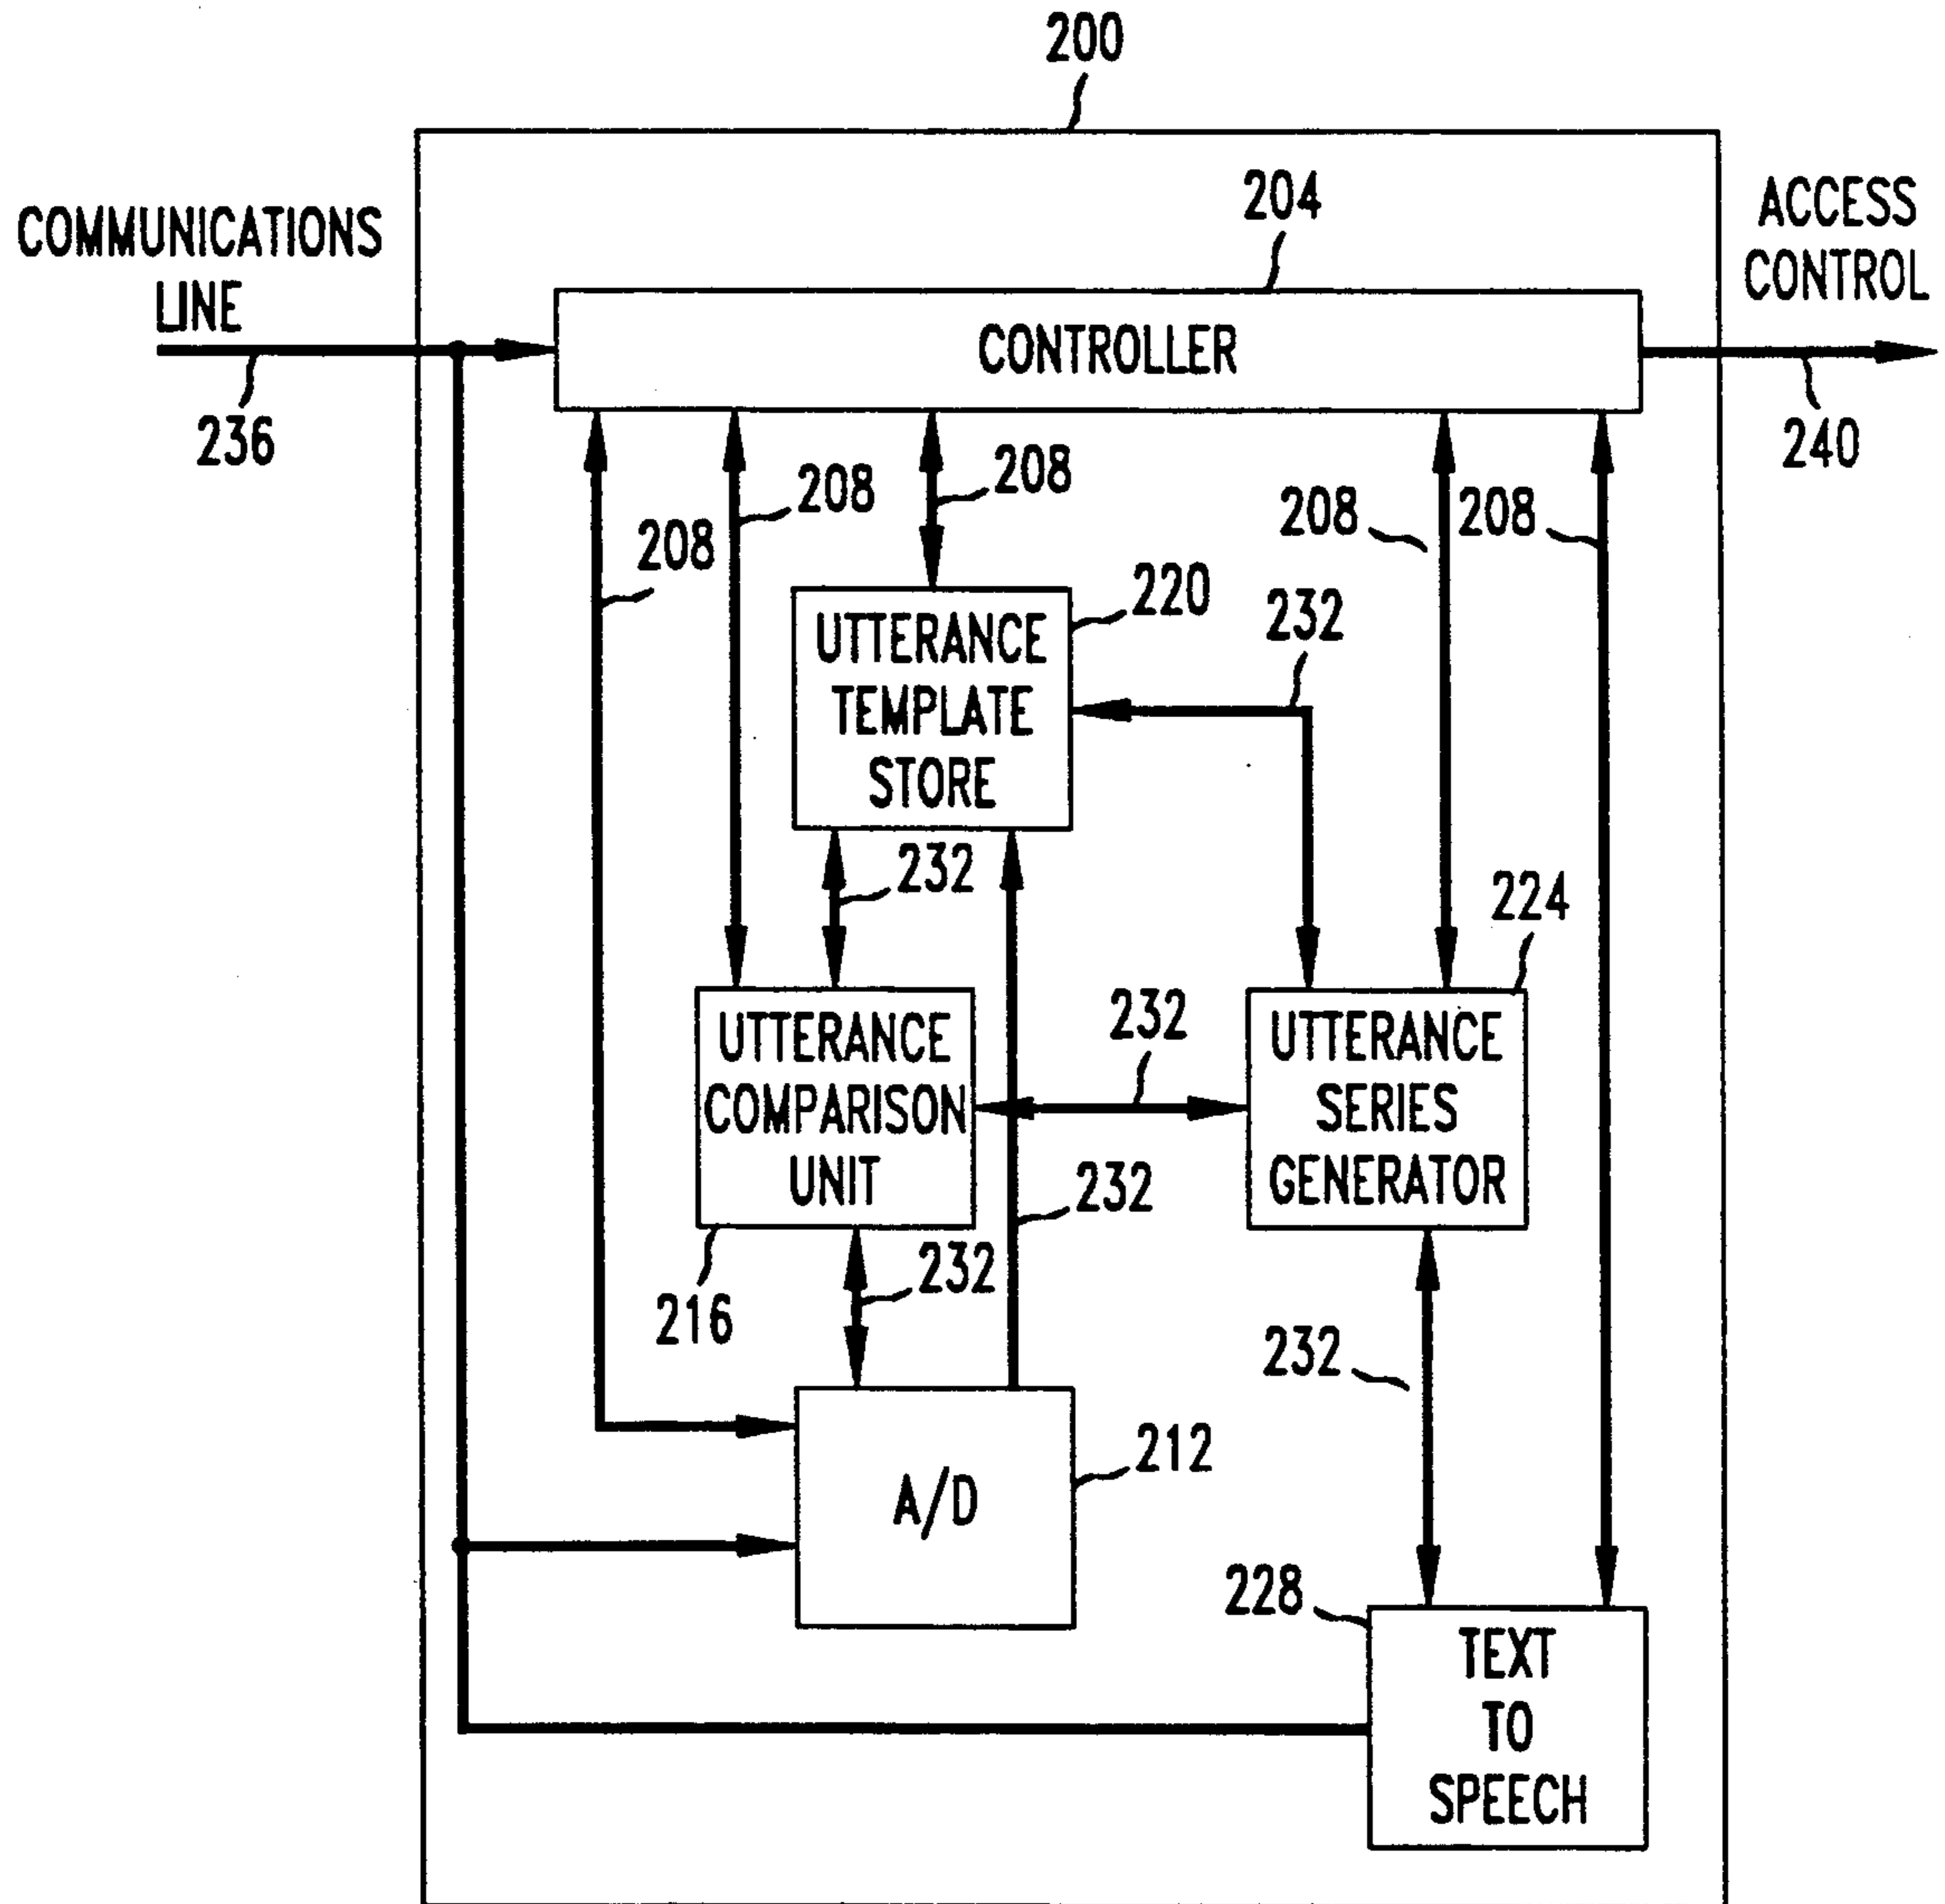 200
204
COMMUNICATIONS
LINE
ACCESS
CONTROL
CONTROLLER
236
240
208
208
208
208
208
220
UTTERANCE
TEMPLATE
STORE
232
232
224
UTTERANCE
COMPARISON
UNIT
232
UTTERANCE
SERIES
GENERATOR
232
232
216
232
212
A/D
228
TEXT
TO
SPEECH